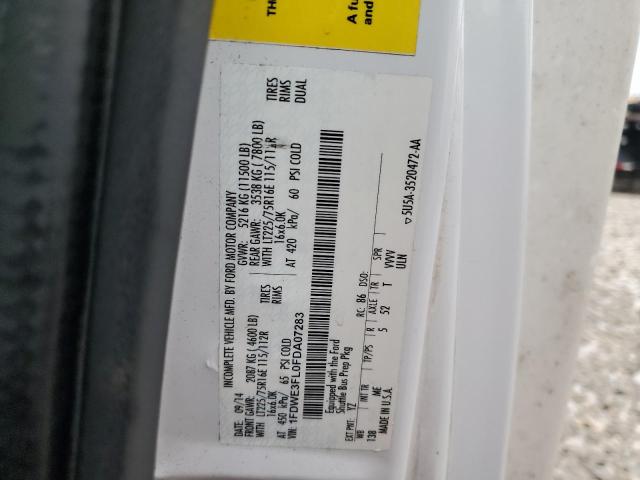 TH
A fu
and
INCOMPLETE VEHICLE MFD. BY FORD MOTOR COMPANY
DATE: 09/14 GVWR: 5216 KG (11500 LB)
FRONT GAWR: 2087 KG (4600 LB) REAR GAWR: 3538 KG (7800 LB)
WITH LT225/75R16E 115/112R TIRES WITH LT225/75R16E 115/112R TIRES
16x6.0K RIMS 16x6.0K RIMS
AT 450 kPa/ 65 PSI COLD AT 420 kPa/ 60 PSI COLD DUAL
VIN: 1FDWE3FL0FDA07283
Equipped with the Ford
Shuttle Bus Prep Pkg
EXT PNT: YZ RC: 86 DSO:
WB INT TR TP/PS R AXLE TR SPR
138 ME 5 52 T VVVV
MADE IN U.S.A. ULN
5U5A-3520472-AA